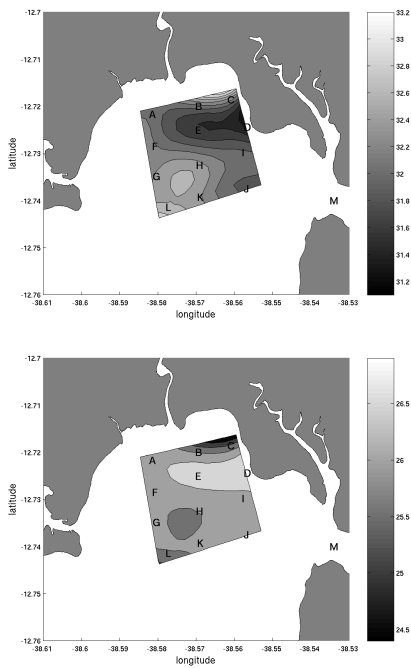 -12.7
33.2
33
-12.71
32.8
32.6
-12.72
A B C
32.4
E D
-12.73
F
32.2
I
H
32
G
-12.74
J
K
M
L
31.8
31.6
-12.75
31.4
31.2
-12.76
-38.61 -38.6 -38.59 -38.58 -38.57 -38.56 -38.55 -38.54 -38.53
longitude
latitude
-12.7
-12.71
26.5
-12.72
A B C
26
E D
-12.73
F
I
H
25.5
G
-12.74
J
K
M
L
25
-12.75
24.5
-12.76
-38.61 -38.6 -38.59 -38.58 -38.57 -38.56 -38.55 -38.54 -38.53
longitude
latitude